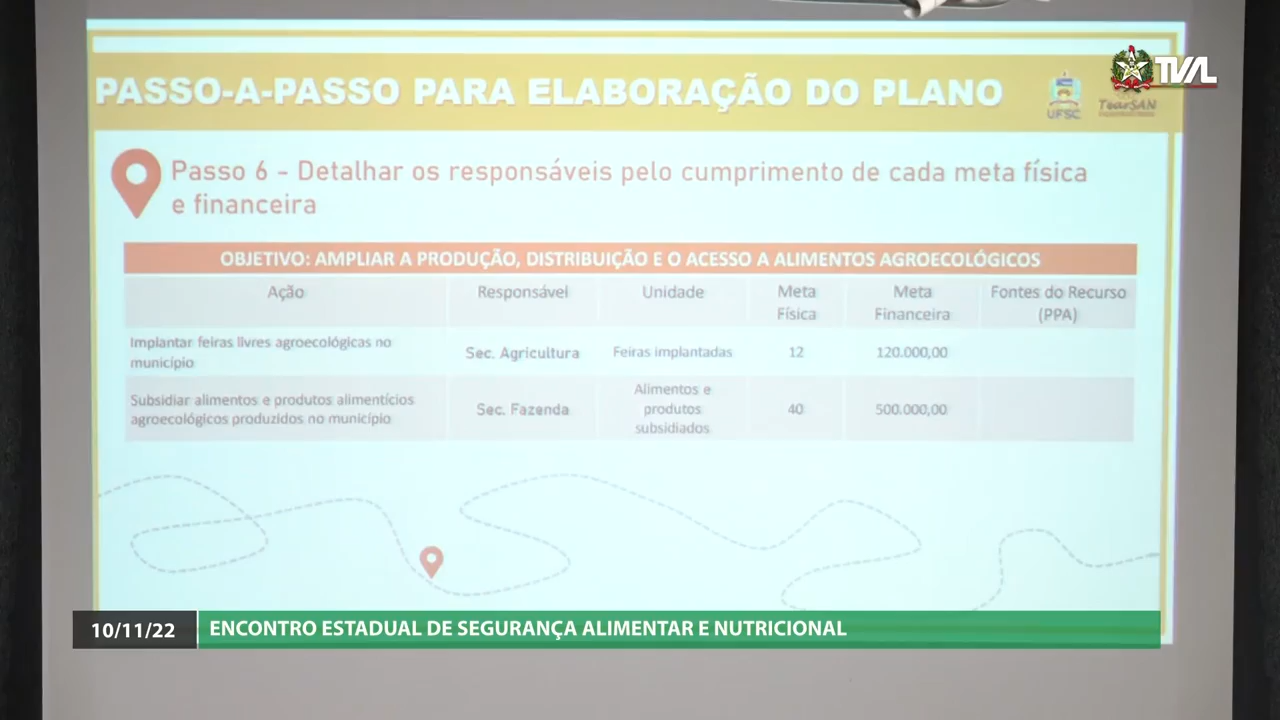 PASSO-A-PASSO PARA ELABORAÇÃO DO PLANO
UFSC
TearSAN
TVAL
Passo 6 - Detalhar os responsáveis pelo cumprimento de cada meta física
e financeira
OBJETIVO: AMPLIAR A PRODUÇÃO, DISTRIBUIÇÃO E O ACESSO A ALIMENTOS AGROECOLÓGICOS
Ação
Responsável
Unidade
Meta
Física
Meta
Financeira
Fontes do Recurso
(PPA)
Implantar feiras livres agroecológicas no
município
Sec. Agricultura
Feiras implantadas
12
120.000,00
Subsidiar alimentos e produtos alimentícios
agroecológicos produzidos no município
Sec. Fazenda
Alimentos e
produtos
subsidiados
40
500.000,00
10/11/22
ENCONTRO ESTADUAL DE SEGURANÇA ALIMENTAR E NUTRICIONAL